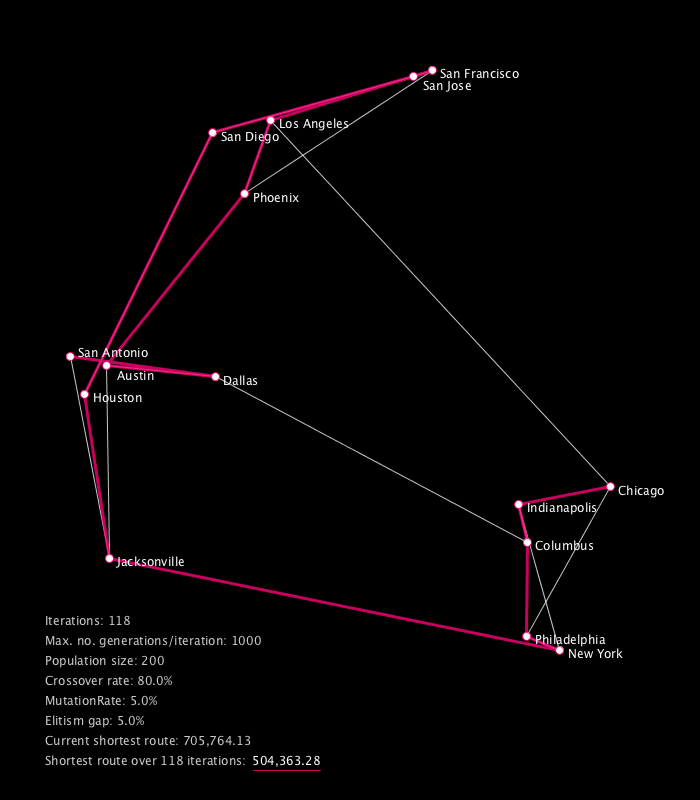 San Francisco
San Jose
Los Angeles
San Diego
Phoenix
San Antonio
Austin
Dallas
Houston
Chicago
Indianapolis
Columbus
Jacksonville
Philadelphia
New York
Iterations: 118
Max. no. generations/iteration: 1000
Population size: 200
Crossover rate: 80.0%
MutationRate: 5.0%
Elitism gap: 5.0%
Current shortest route: 705,764.13
Shortest route over 118 iterations: 504,363.28